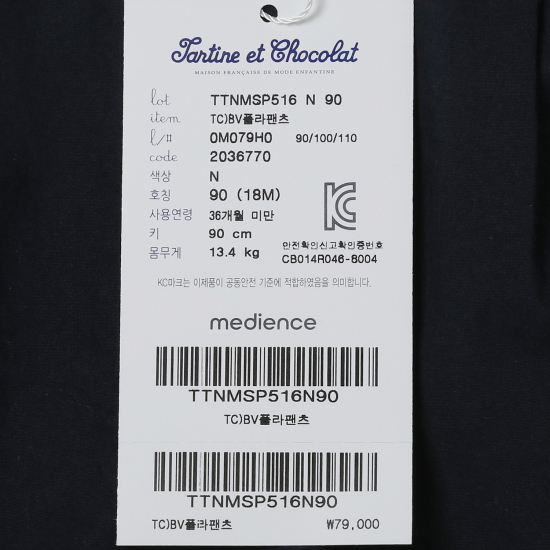 Tartine et Chocolat
MAISON FRANÇAISE DE MODE ENFANTINE
lot TTNMSP516 N 90
item TC)BV플라팬츠
l/# 0M079H0 90/100/110
code 2036770
색상 N
호칭 90 (18M)
사용연령 36개월 미만
키 90 cm
몸무게 13.4 kg
안전확인신고확인증번호
CB014R046-8004
KC마크는 이제품이 공통안전 기준에 적합하였음을 의미합니다.
medience
TTNMSP516N90
TC)BV플라팬츠
TTNMSP516N90
TC)BV플라팬츠 ₩79,000